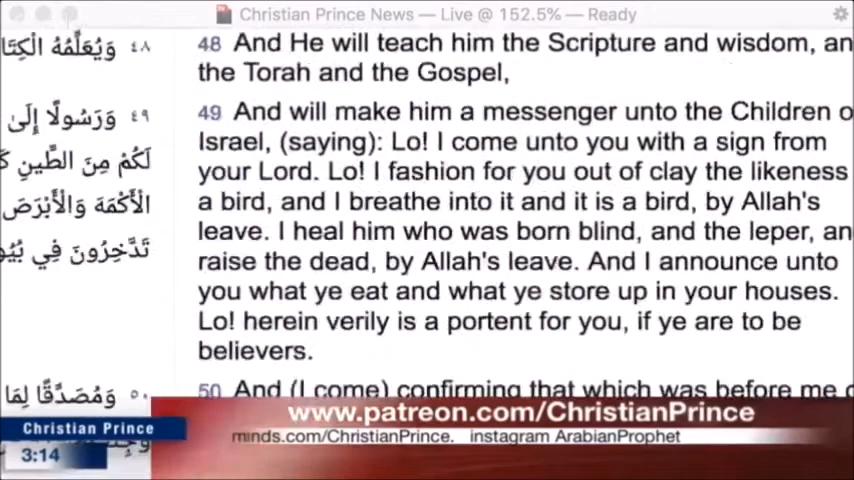 Christian Prince News — Live @ 152.5% — Ready
٤٨ وَيُعَلِّمُهُ
48 And He will teach him the Scripture and wisdom, an
the Torah and the Gospel,
٤٩ وَرَسُولًا إِلَىٰ
لَكُمْ مِنَ الطِّينِ
الْأَكْمَهَ وَالْأَبْرَصَ
تَدَّخِرُونَ فِي
49 And will make him a messenger unto the Children o
Israel, (saying): Lo! I come unto you with a sign from
your Lord. Lo! I fashion for you out of clay the likeness
a bird, and I breathe into it and it is a bird, by Allah's
leave. I heal him who was born blind, and the leper, an
raise the dead, by Allah's leave. And I announce unto
you what ye eat and what ye store up in your houses.
Lo! herein verily is a portent for you, if ye are to be
believers.
٥٠ وَمُصَدِّقًا لِمَا
50 And (I come) confirming that which was before me o
www.patreon.com/ChristianPrince
Christian Prince
minds.com/ChristianPrince. instagram ArabianProphet
3:14